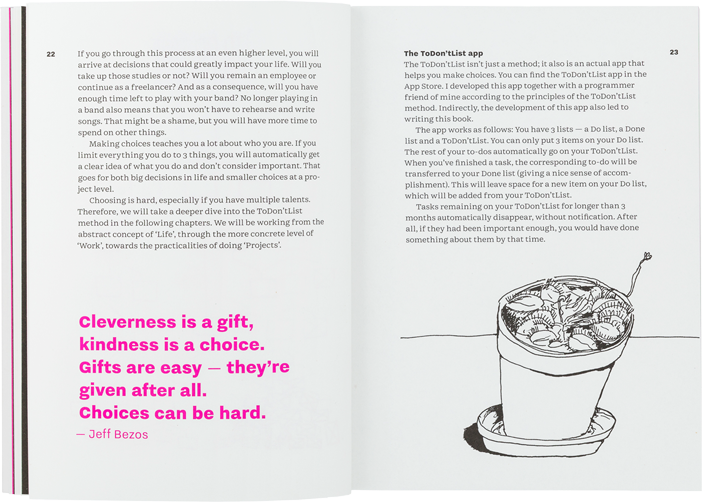 22
If you go through this process at an even higher level, you will
arrive at decisions that could greatly impact your life. Will you
take up those studies or not? Will you remain an employee or
continue as a freelancer? And as a consequence, will you have
enough time left to play with your band? No longer playing in
a band also means that you won't have to rehearse and write
songs. That might be a shame, but you will have more time to
spend on other things.
Making choices teaches you a lot about who you are. If you
limit everything you do to 3 things, you will automatically get
a clear idea of what you do and don't consider important. That
goes for both big decisions in life and smaller choices at a pro-
ject level.
Choosing is hard, especially if you have multiple talents.
Therefore, we will take a deeper dive into the ToDon'tList
method in the following chapters. We will be working from the
abstract concept of 'Life', through the more concrete level of
'Work', towards the practicalities of doing 'Projects'.
Cleverness is a gift,
kindness is a choice.
Gifts are easy — they're
given after all.
Choices can be hard.
— Jeff Bezos
23
The ToDon'tList app
The ToDon'tList isn't just a method; it also is an actual app that
helps you make choices. You can find the ToDon'tList app in the
App Store. I developed this app together with a programmer
friend of mine according to the principles of the ToDon'tList
method. Indirectly, the development of this app also led to
writing this book.
The app works as follows: You have 3 lists — a Do list, a Done
list and a ToDon'tList. You can only put 3 items on your Do list.
The rest of your to-dos automatically go on your ToDon'tList.
When you've finished a task, the corresponding to-do will be
transferred to your Done list (giving a nice sense of accom-
plishment). This will leave space for a new item on your Do list,
which will be added from your ToDon'tList.
Tasks remaining on your ToDon'tList for longer than 3
months automatically disappear, without notification. After
all, if they had been important enough, you would have done
something about them by that time.